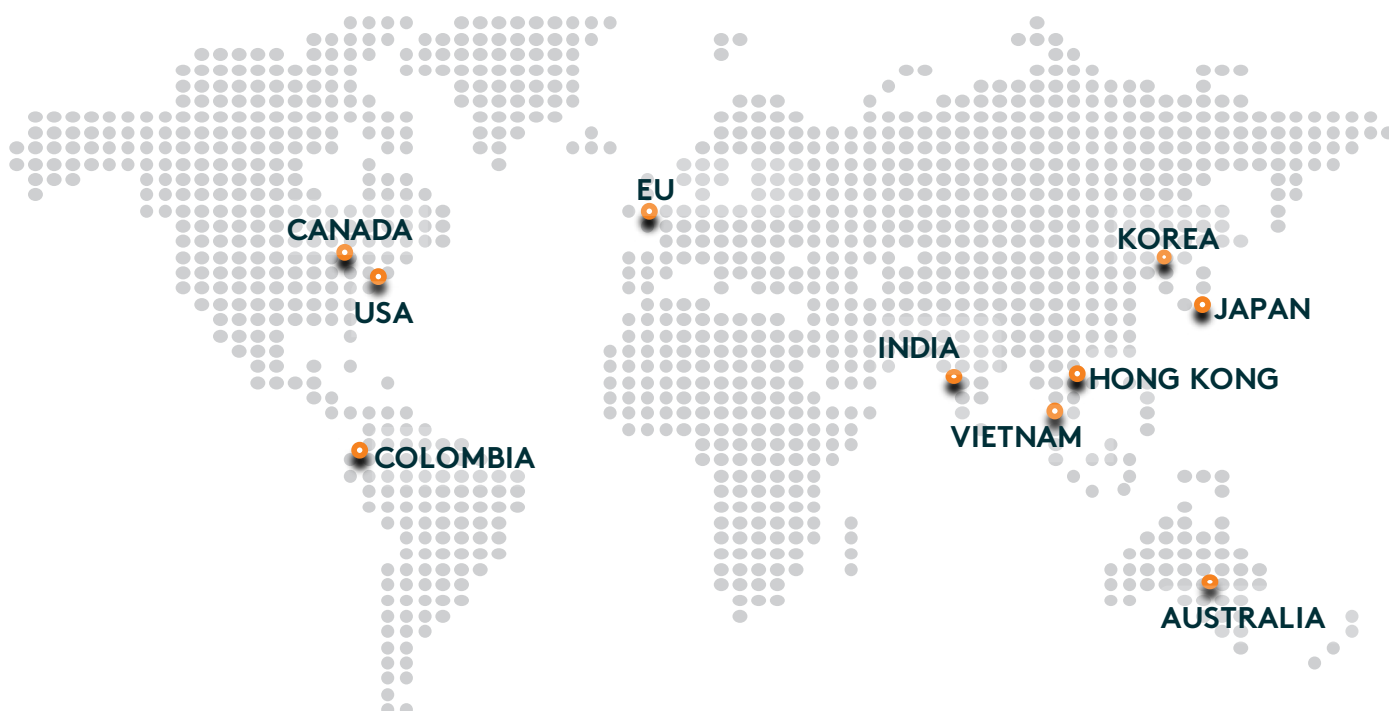 EU
CANADA
KOREA
USA
JAPAN
INDIA
HONG KONG
VIETNAM
COLOMBIA
AUSTRALIA